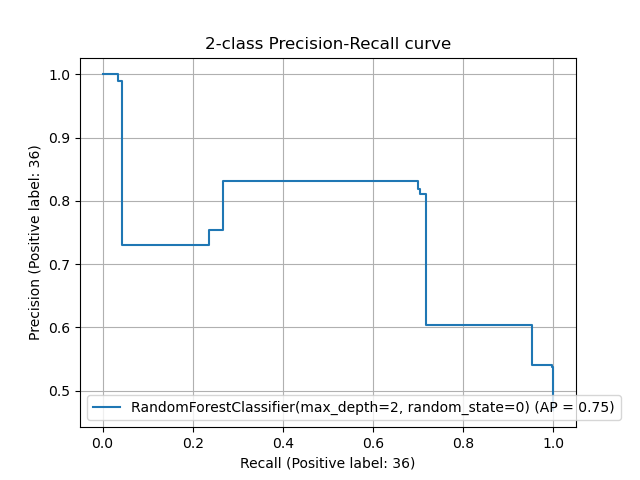 2-class Precision-Recall curve
1.0
0.9
0.8
0.7
0.6
0.5
Precision (Positive label: 36)
RandomForestClassifier(max_depth=2, random_state=0) (AP = 0.75)
0.0 0.2 0.4 0.6 0.8 1.0
Recall (Positive label: 36)